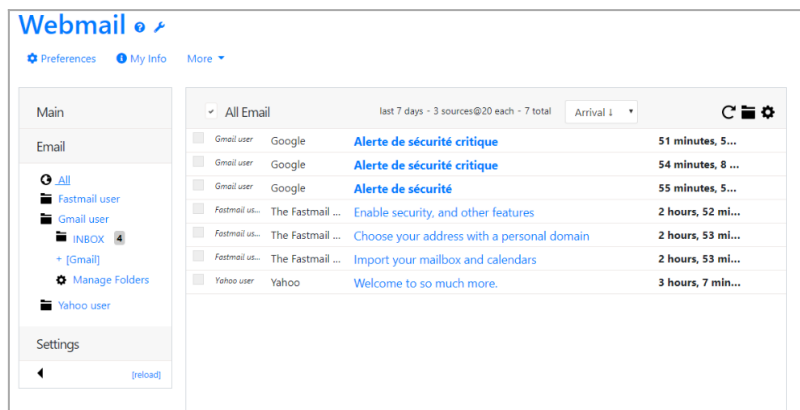 Webmail
Preferences My Info More
Main
Email
All
Fastmail user
Gmail user
INBOX 4
+ [Gmail]
Manage Folders
Yahoo user
Settings
[reload]
All Email last 7 days - 3 sources@20 each - 7 total Arrival ↓
Gmail user Google Alerte de sécurité critique 51 minutes, 5...
Gmail user Google Alerte de sécurité critique 54 minutes, 8 ...
Gmail user Google Alerte de sécurité 55 minutes, 5...
Fastmail us... The Fastmail ... Enable security, and other features 2 hours, 52 mi...
Fastmail us... The Fastmail ... Choose your address with a personal domain 2 hours, 53 mi...
Fastmail us... The Fastmail ... Import your mailbox and calendars 2 hours, 53 mi...
Yahoo user Yahoo Welcome to so much more. 3 hours, 7 min...